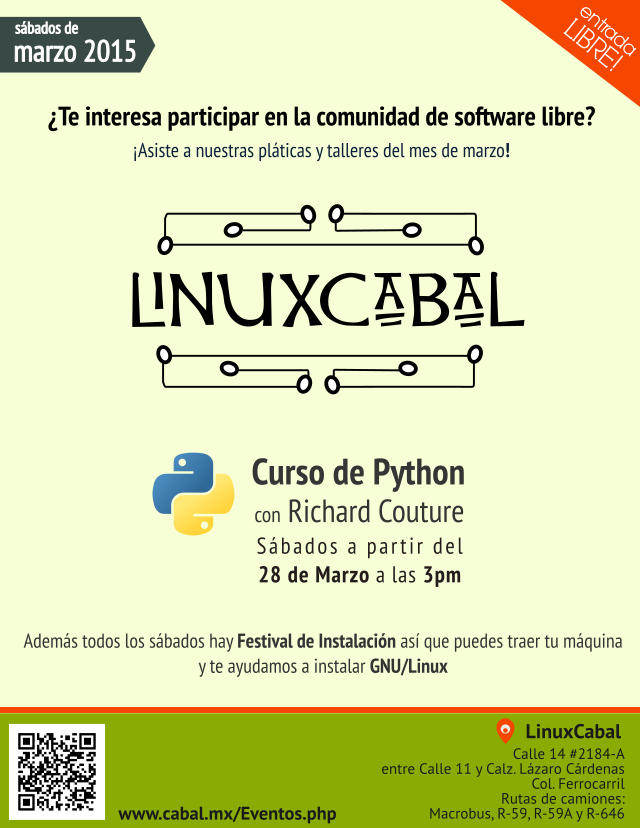 sábados de
marzo 2015
entrada
LIBRE!
¿Te interesa participar en la comunidad de software libre?
¡Asiste a nuestras pláticas y talleres del mes de marzo!
LINUXCABAL
Curso de Python
con Richard Couture
Sábados a partir del
28 de Marzo a las 3pm
Además todos los sábados hay Festival de Instalación así que puedes traer tu máquina
y te ayudamos a instalar GNU/Linux
LinuxCabal
Calle 14 #2184-A
entre Calle 11 y Calz. Lázaro Cárdenas
Col. Ferrocarril
Rutas de camiones:
Macrobus, R-59, R-59A y R-646
www.cabal.mx/Eventos.php